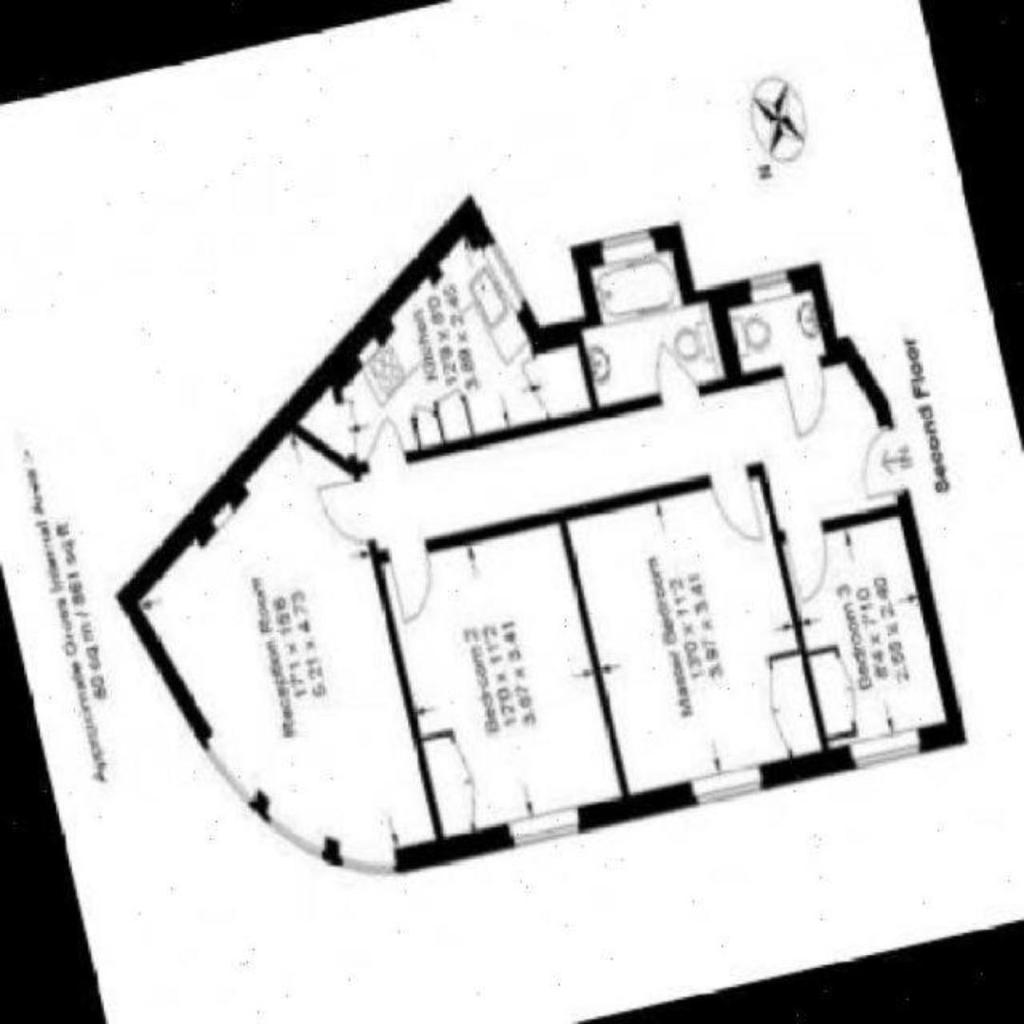 Approximate Gross Internal Area :-
80 sq m / 861 sq ft
Reception Room
17'1 x 15'6
5.21 x 4.73
Kitchen
12'9 x 8'0
3.89 x 2.45
Bedroom 2
12'0 x 11'2
3.67 x 3.41
Master Bedroom
13'0 x 11'2
3.97 x 3.41
Bedroom 3
8'4 x 7'10
2.55 x 2.40
IN
Second Floor
N